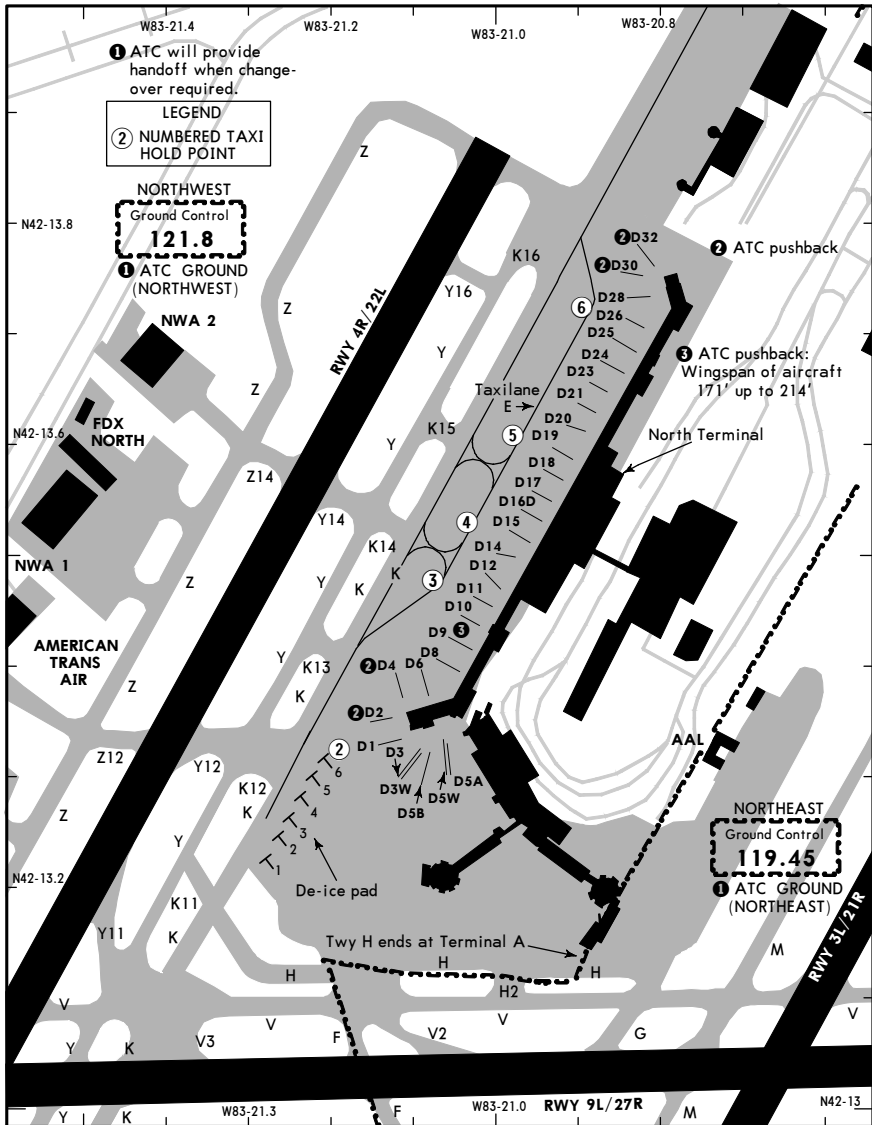 W83-21.4
W83-21.2
W83-21.0
W83-20.8
❶ ATC will provide
handoff when change-
over required.
LEGEND
② NUMBERED TAXI
HOLD POINT
Z
NORTHWEST
Ground Control
121.8
❶ ATC GROUND
(NORTHWEST)
N42-13.8
❷D32
❷ ATC pushback
❷D30
K16
D28
Y16
D26
⑥
Z
NWA 2
D25
RWY 4R/22L
Y
D24
❸ ATC pushback:
Wingspan of aircraft
171' up to 214'
D23
Taxilane
E
D21
Z
FDX
NORTH
D20
N42-13.6
K15
⑤
D19
North Terminal
Y
D18
Z14
D17
D16D
Y14
④
D15
K14
D14
NWA 1
K
D12
③
Z
Y
K
D11
D10
D9
❸
AMERICAN
TRANS
AIR
Y
D8
K13
❷D4
D6
Z
K
❷D2
②
D1
D3
AAL
Z12
Y12
6
D3W
D5B
D5W
D5A
K12
5
Z
K
4
NORTHEAST
Ground Control
119.45
❶ ATC GROUND
(NORTHEAST)
Y
3
2
1
N42-13.2
De-ice pad
K11
Y11
K
Twy H ends at Terminal A
M
RWY 3L/21R
H
H
H
H2
V
V
V
V
F
V2
G
V3
Y
K
RWY 9L/27R
Y
K
W83-21.3
F
W83-21.0
M
N42-13